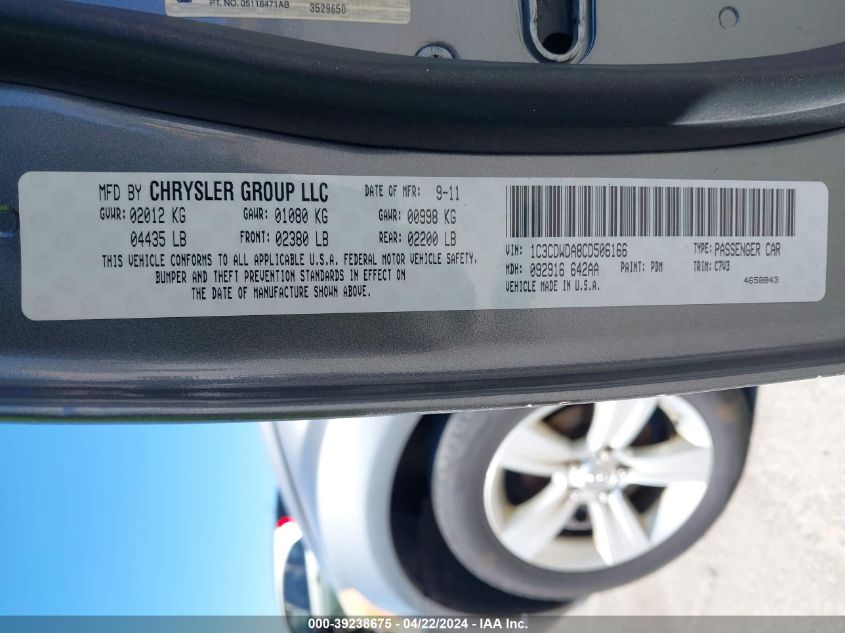 PT. NO. 05116471AB
3529650
MFD BY CHRYSLER GROUP LLC DATE OF MFR: 9-11
GVWR: 02012 KG GAWR: 01080 KG GAWR: 00998 KG
04435 LB FRONT: 02380 LB REAR: 02200 LB
THIS VEHICLE CONFORMS TO ALL APPLICABLE U.S.A. FEDERAL MOTOR VEHICLE SAFETY,
BUMPER AND THEFT PREVENTION STANDARDS IN EFFECT ON
THE DATE OF MANUFACTURE SHOWN ABOVE.
VIN: 1C3CDWDA8CD506166 TYPE: PASSENGER CAR
MDH: 092916 642AA PAINT: PDM TRIM: C7V3
VEHICLE MADE IN U.S.A. 4658843
000-39238675 - 04/22/2024 - IAA Inc.